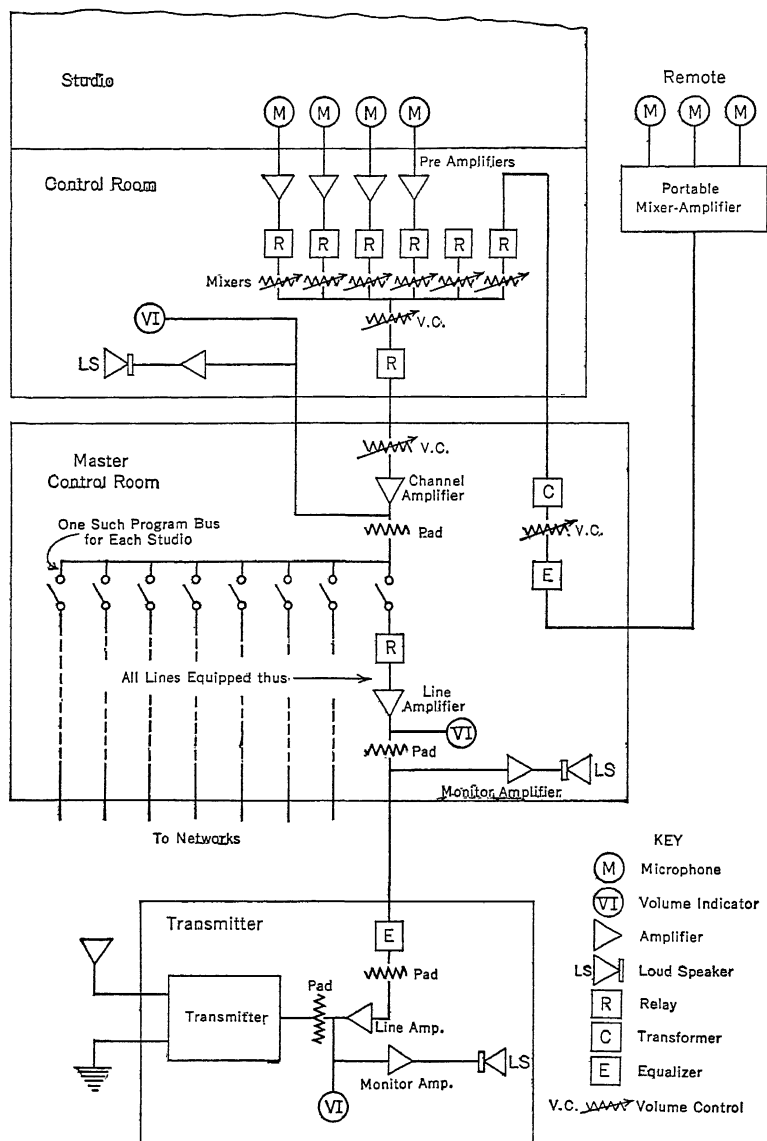 Studio
Remote
M M M M
M M M
Pre Amplifiers
Control Room
Portable
Mixer-Amplifier
R R R R R R
Mixers
V.C.
VI
LS
R
V.C.
Master
Control Room
Channel
Amplifier
C
One Such Program Bus
for Each Studio
Pad
V.C.
E
R
All Lines Equipped thus
Line
Amplifier
VI
Pad
LS
Monitor Amplifier
To Networks
KEY
M Microphone
VI Volume Indicator
Amplifier
LS Loud Speaker
R Relay
C Transformer
E Equalizer
V.C. Volume Control
Transmitter
E
Pad
Pad
Transmitter
Line Amp.
LS
Monitor Amp.
VI